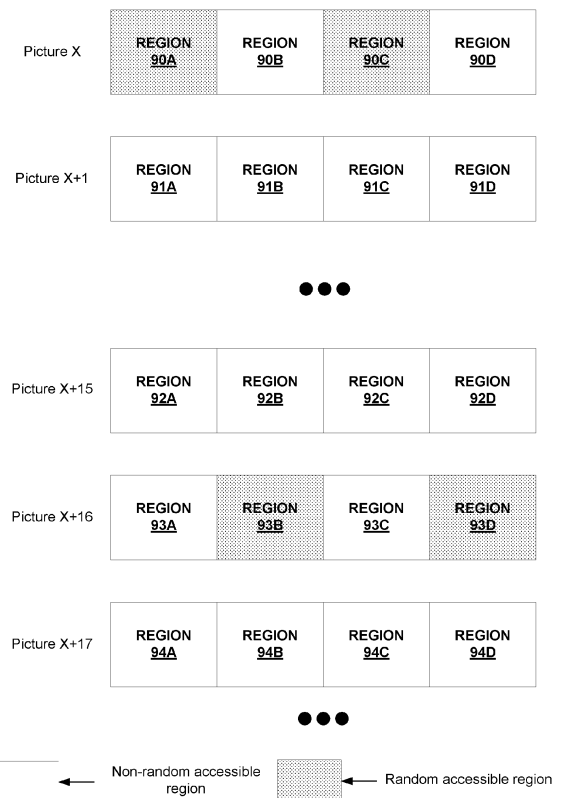 Picture X
REGION REGION REGION REGION
90A 90B 90C 90D
Picture X+1
REGION REGION REGION REGION
91A 91B 91C 91D
Picture X+15
REGION REGION REGION REGION
92A 92B 92C 92D
Picture X+16
REGION REGION REGION REGION
93A 93B 93C 93D
Picture X+17
REGION REGION REGION REGION
94A 94B 94C 94D
Non-random accessible
region
Random accessible region